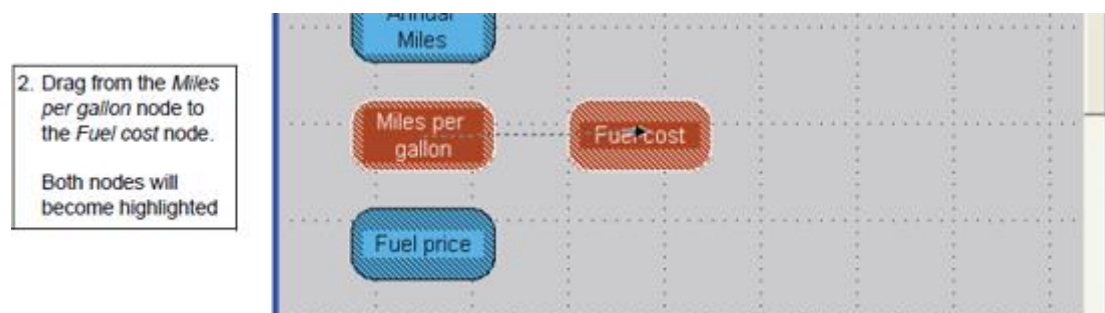 Annual
Miles
2. Drag from the Miles
per gallon node to
the Fuel cost node.
Both nodes will
become highlighted
Miles per
gallon
Fuel cost
Fuel price